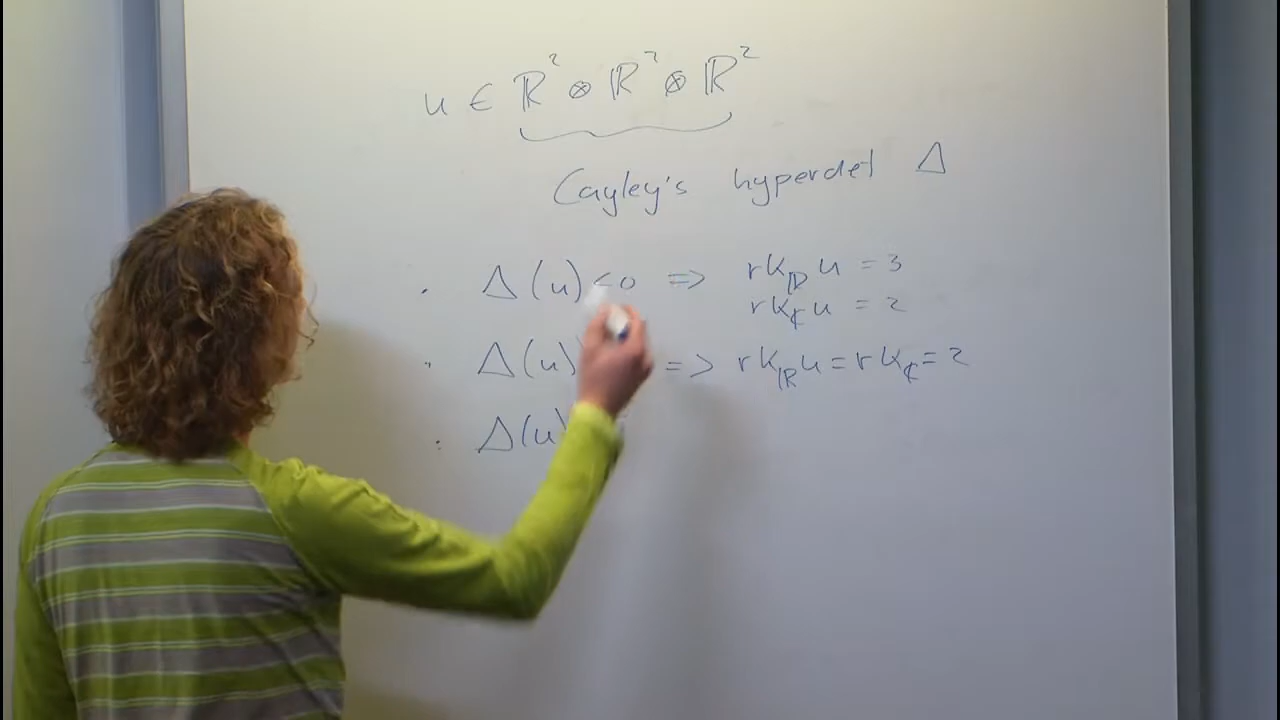 u ∈ ℝ² ⊗ ℝ² ⊗ ℝ²
Cayley's hyperdet Δ
· Δ(u) < 0 => rk_ℝ u = 3
rk_ℂ u = 2
· Δ(u) => rk_ℝ u = rk_ℂ = 2
· Δ(u)